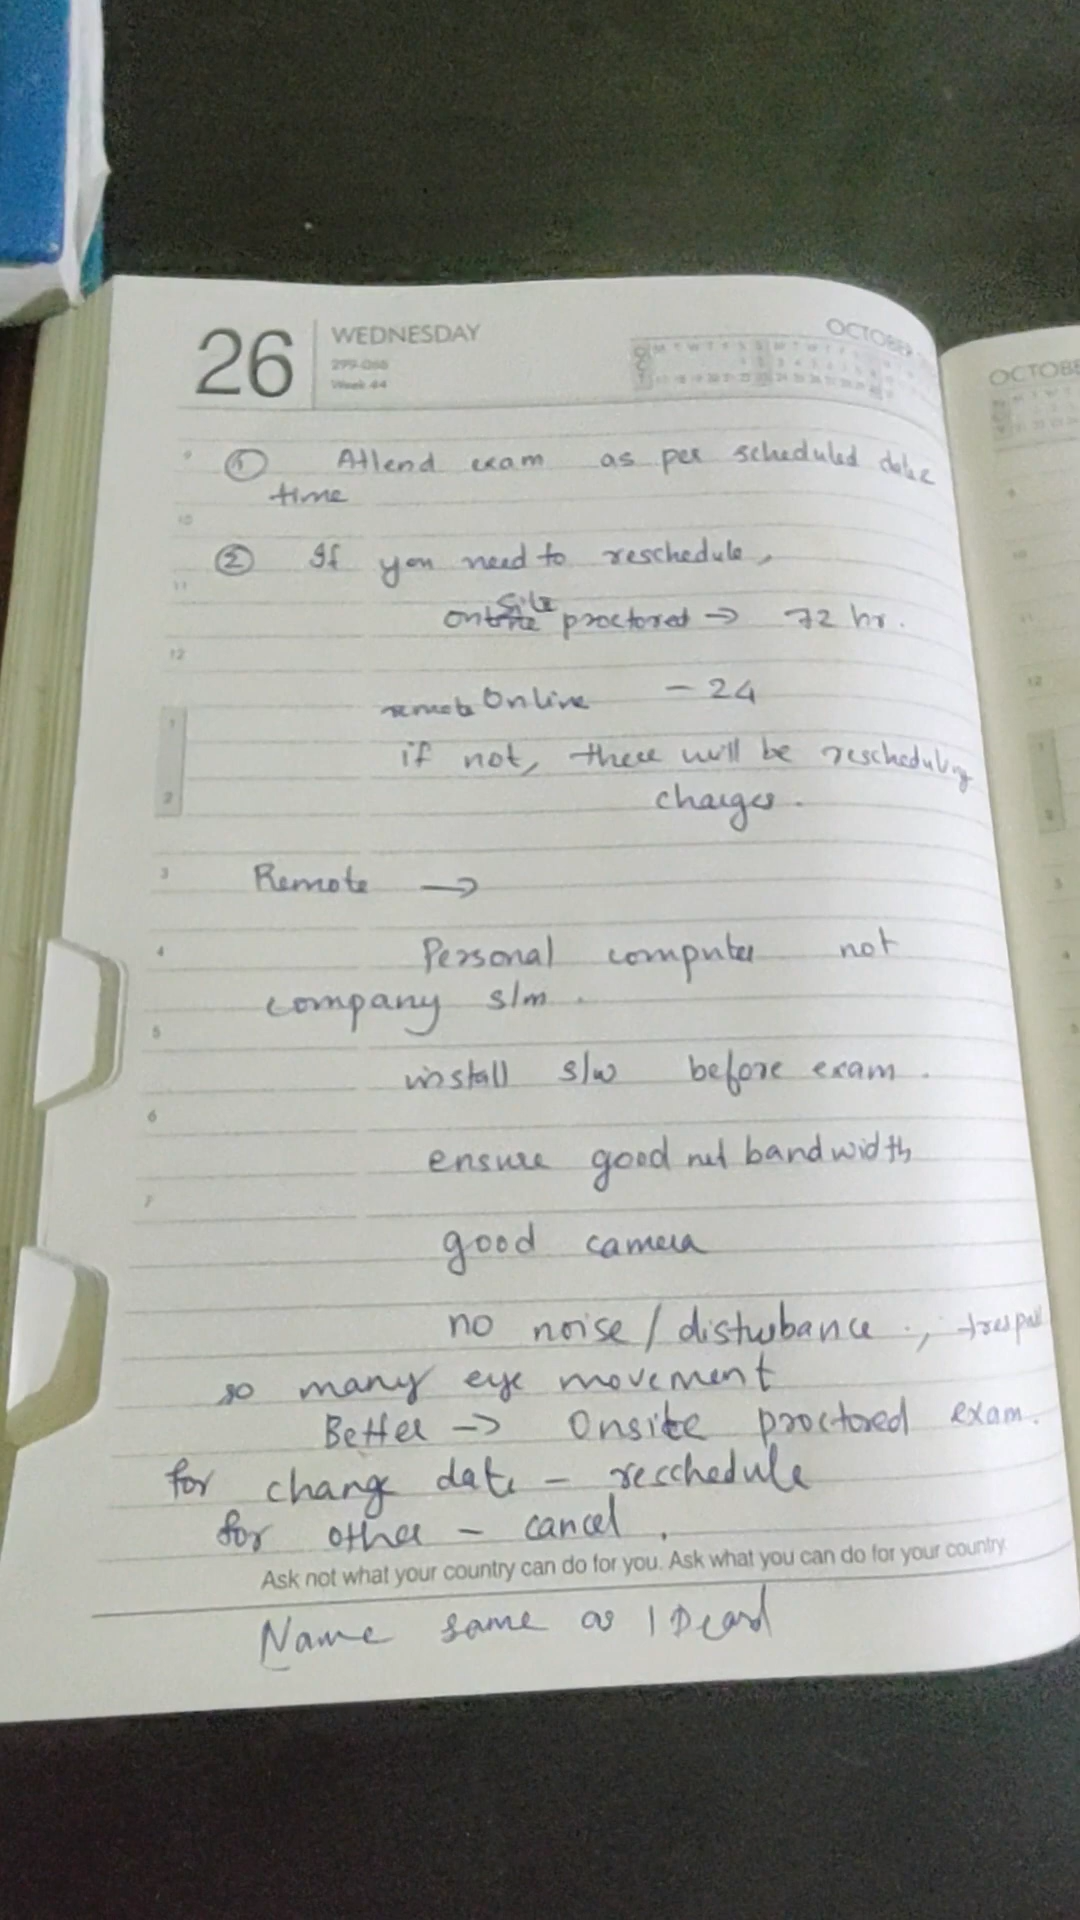 26 WEDNESDAY OCTOBER
299-066
Week 44
① Attend exam as per scheduled date
time
② If you need to reschedule,
onsite proctored → 72 hr.
remote Online - 24
if not, there will be rescheduling
charges.
Remote →
Personal computer not
company s/m.
install s/w before exam.
ensure good net bandwidth
good camera
no noise / disturbance.,
so many eye movement
Better → Onsite proctored exam.
for change date - reschedule
for other - cancel.
Ask not what your country can do for you. Ask what you can do for your country.
Name same as ID card